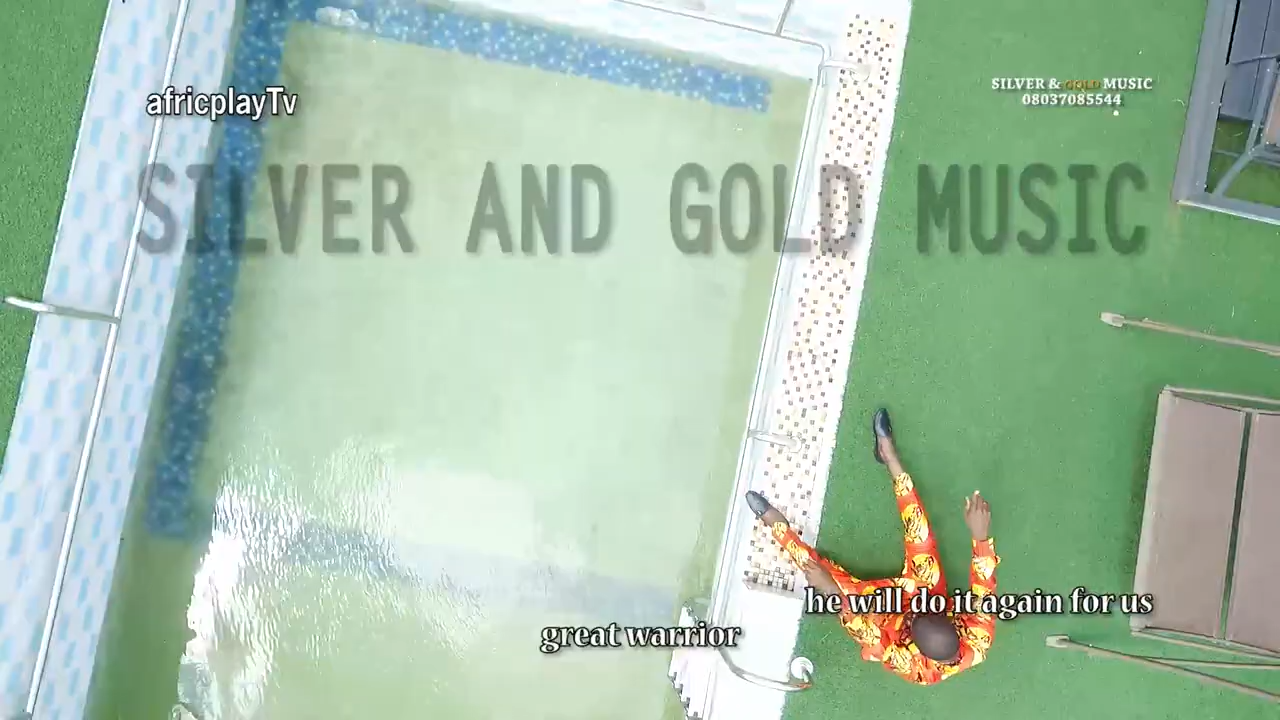 africplayTv
SILVER & GOLD MUSIC
08037085544
SILVER AND GOLD MUSIC
he will do it again for us
great warrior